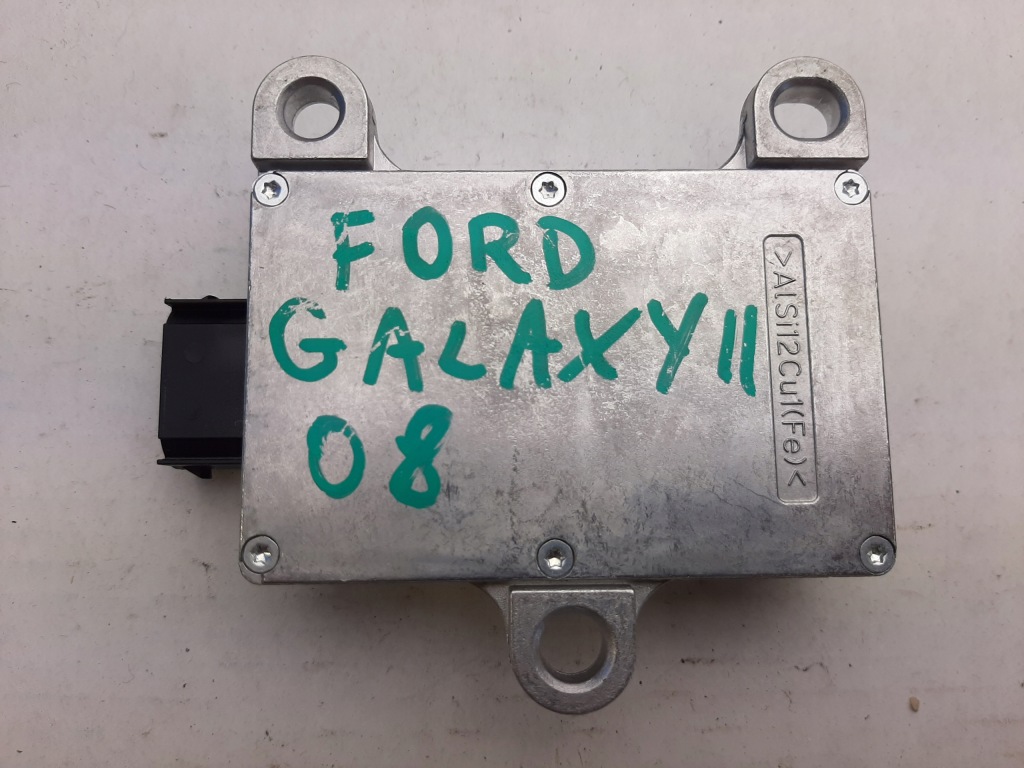 FORD
GALAXY II
08
>AlSi12Cu1(Fe)<